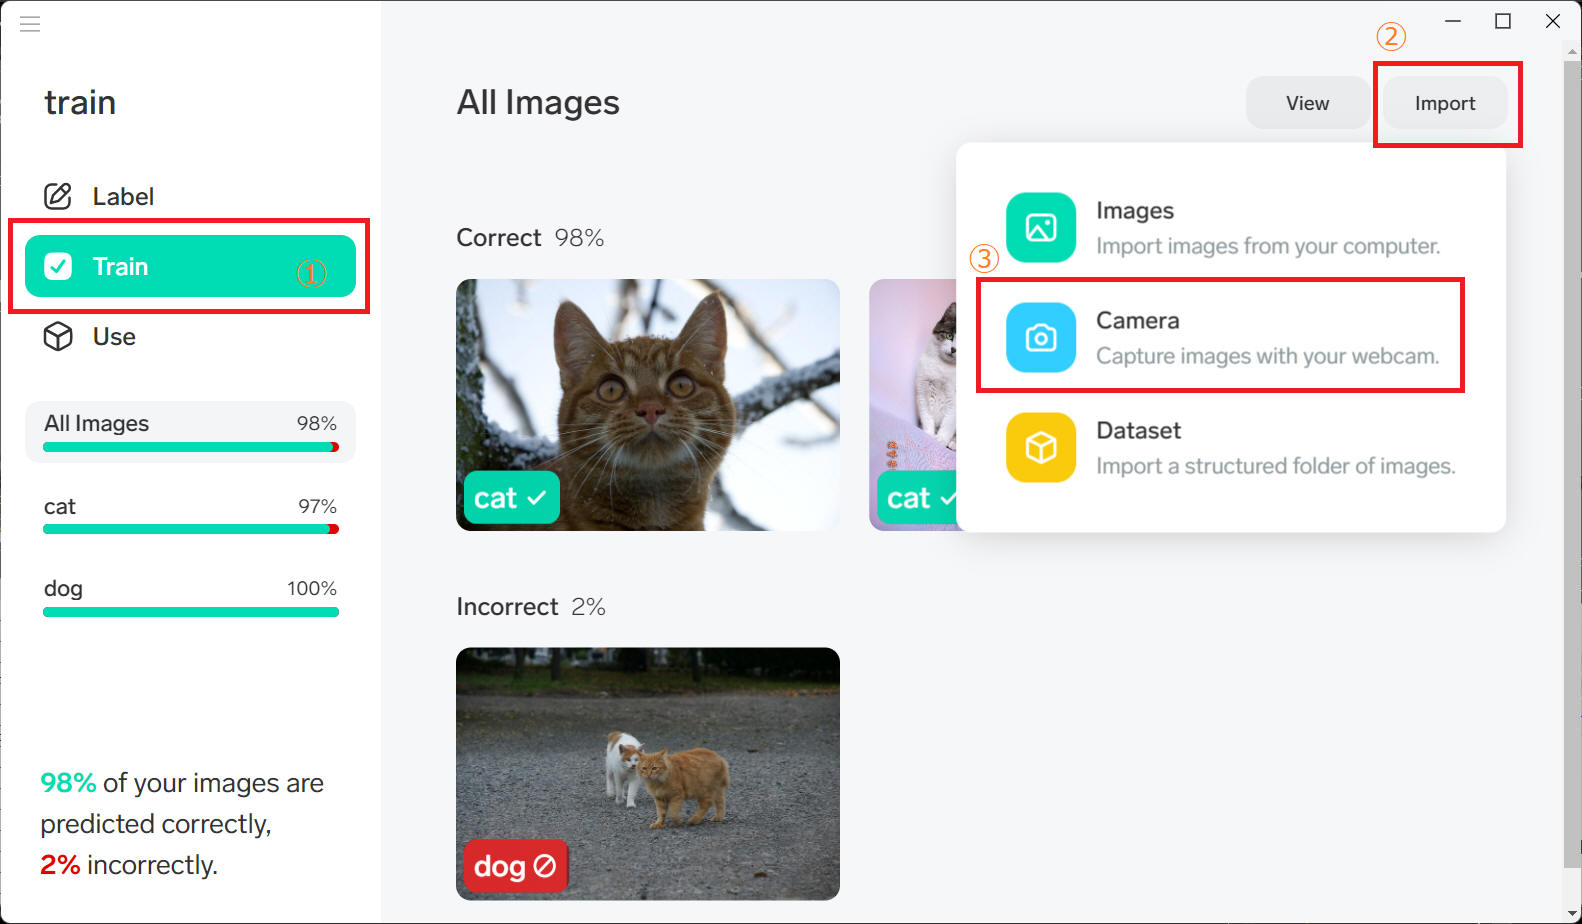 train
Label
Train ①
Use
All Images 98%
cat 97%
dog 100%
98% of your images are
predicted correctly,
2% incorrectly.
②
All Images
View
Import
Correct 98%
cat
cat
Images
Import images from your computer.
③
Camera
Capture images with your webcam.
Dataset
Import a structured folder of images.
Incorrect 2%
dog